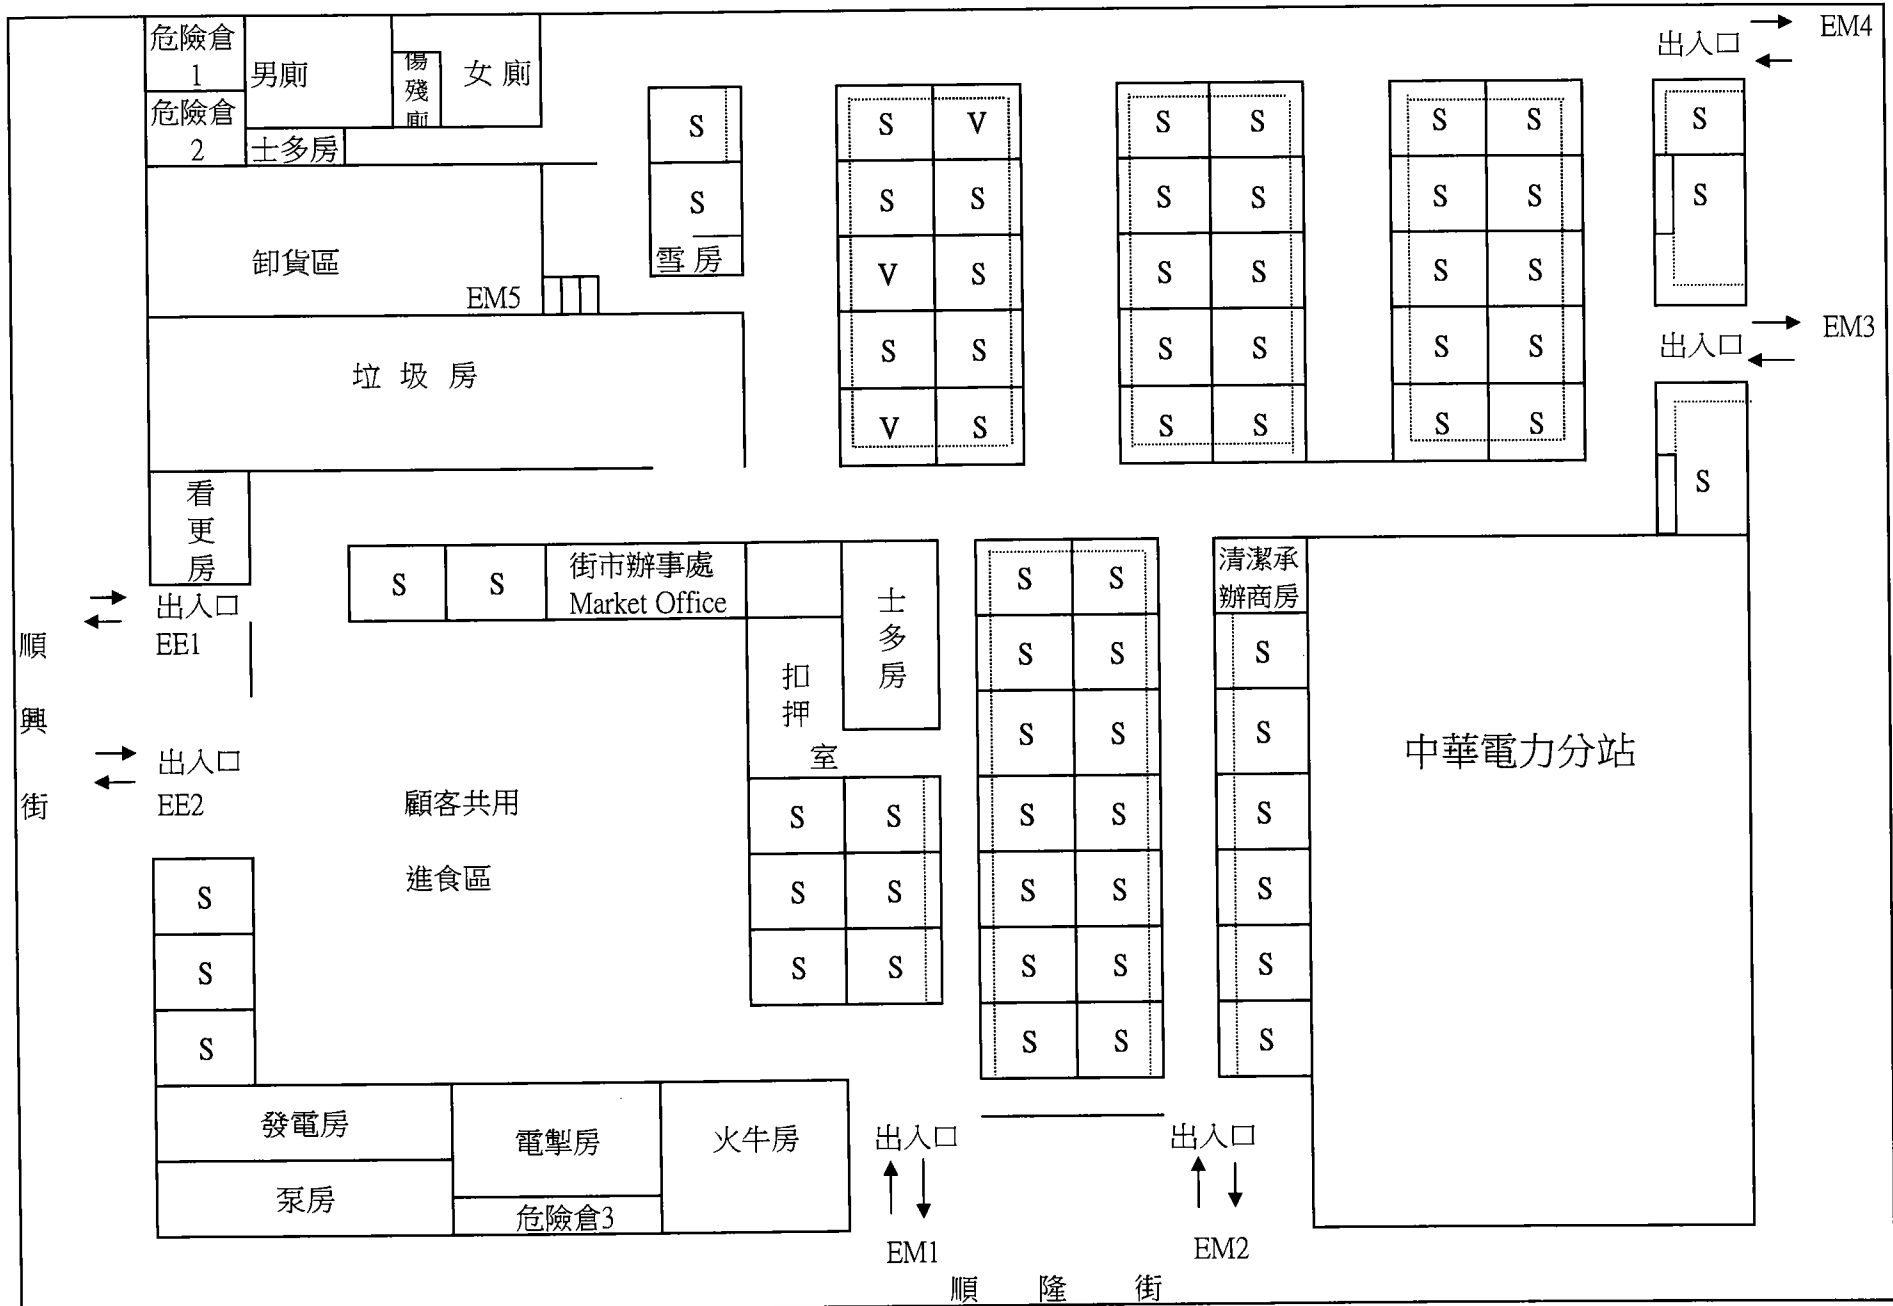 危險倉
1
男廁
傷
殘
廁
女廁
出入口
EM4
危險倉
2
士多房
S
S V
S S
S S
S
S
S S
S S
S S
S
卸貨區
雪房
V S
S S
S S
EM5
出入口
EM3
垃圾房
S S
S S
S S
V S
S S
S S
S
看
更
房
S
S
街市辦事處
Market Office
士
多
房
S S
清潔承
辦商房
出入口
EE1
順
興
街
扣
押
室
S S
S
S S
S
中華電力分站
出入口
EE2
顧客共用
進食區
S S
S S
S
S
S S
S S
S
S
S S
S S
S
S
S S
S
發電房
電掣房
火牛房
出入口
出入口
泵房
危險倉3
EM1
EM2
順隆街